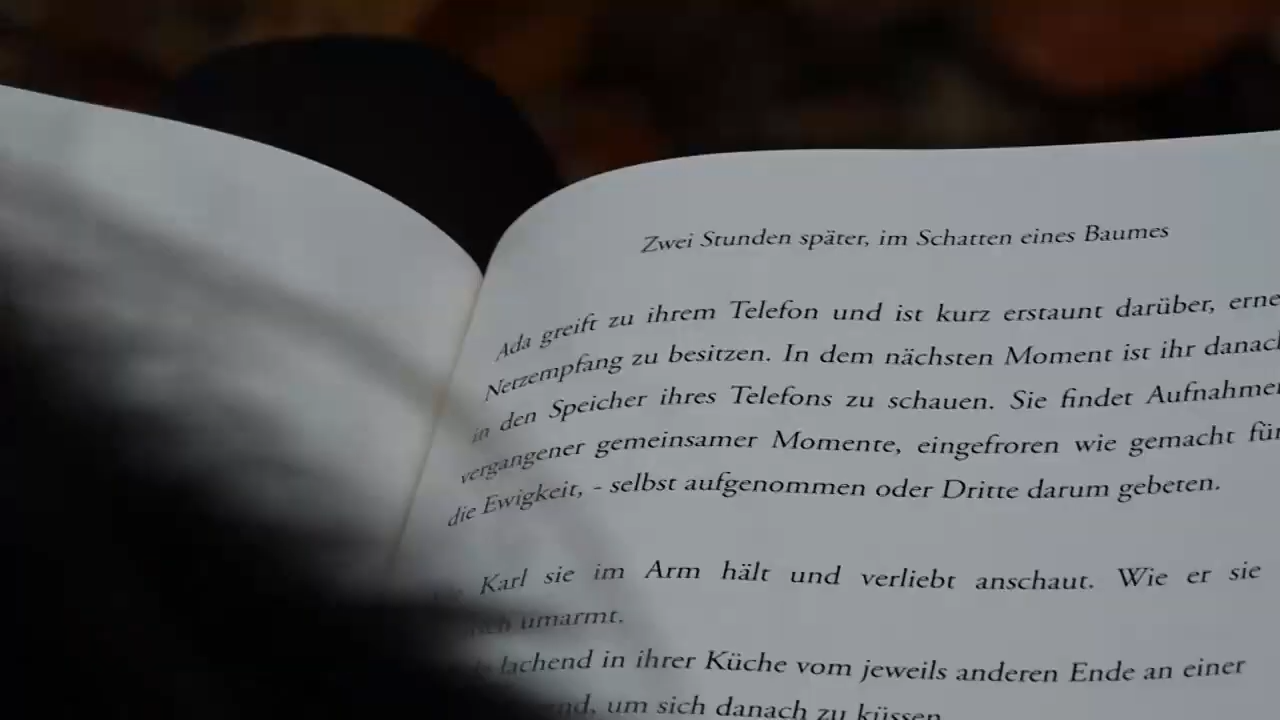 Zwei Stunden später, im Schatten eines Baumes
Ada greift zu ihrem Telefon und ist kurz erstaunt darüber, erne
Netzempfang zu besitzen. In dem nächsten Moment ist ihr danach
in den Speicher ihres Telefons zu schauen. Sie findet Aufnahmen
vergangener gemeinsamer Momente, eingefroren wie gemacht für
die Ewigkeit, - selbst aufgenommen oder Dritte darum gebeten.
Karl sie im Arm hält und verliebt anschaut. Wie er sie
umarmt.
lachend in ihrer Küche vom jeweils anderen Ende an einer
um sich danach zu küssen